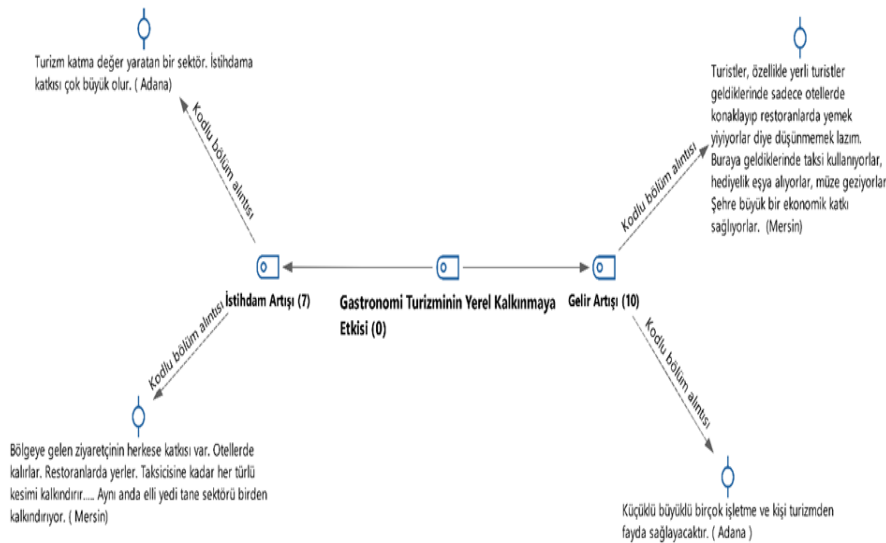 Turizm katma değer yaratan bir sektör. İstihdama
katkısı çok büyük olur. ( Adana)
Kodlu bölüm alıntısı
Turistler, özellikle yerli turistler
geldiklerinde sadece otellerde
konaklayıp restoranlarda yemek
yiyiyorlar diye düşünmemek lazım.
Buraya geldiklerinde taksi kullanıyorlar,
hediyelik eşya alıyorlar, müze geziyorlar
Şehre büyük bir ekonomik katkı
sağlıyorlar. (Mersin)
Kodlu bölüm alıntısı
İstihdam Artışı (7)
Gastronomi Turizminin Yerel Kalkınmaya
Etkisi (0)
Gelir Artışı (10)
Kodlu bölüm alıntısı
Kodlu bölüm alıntısı
Bölgeye gelen ziyaretçinin herkese katkısı var. Otellerde
kalırlar. Restoranlarda yerler. Taksicisine kadar her türlü
kesimi kalkındırır..... Aynı anda elli yedi tane sektörü birden
kalkındırıyor. ( Mersin)
Küçüklü büyüklü birçok işletme ve kişi turizmden
fayda sağlayacaktır. ( Adana )